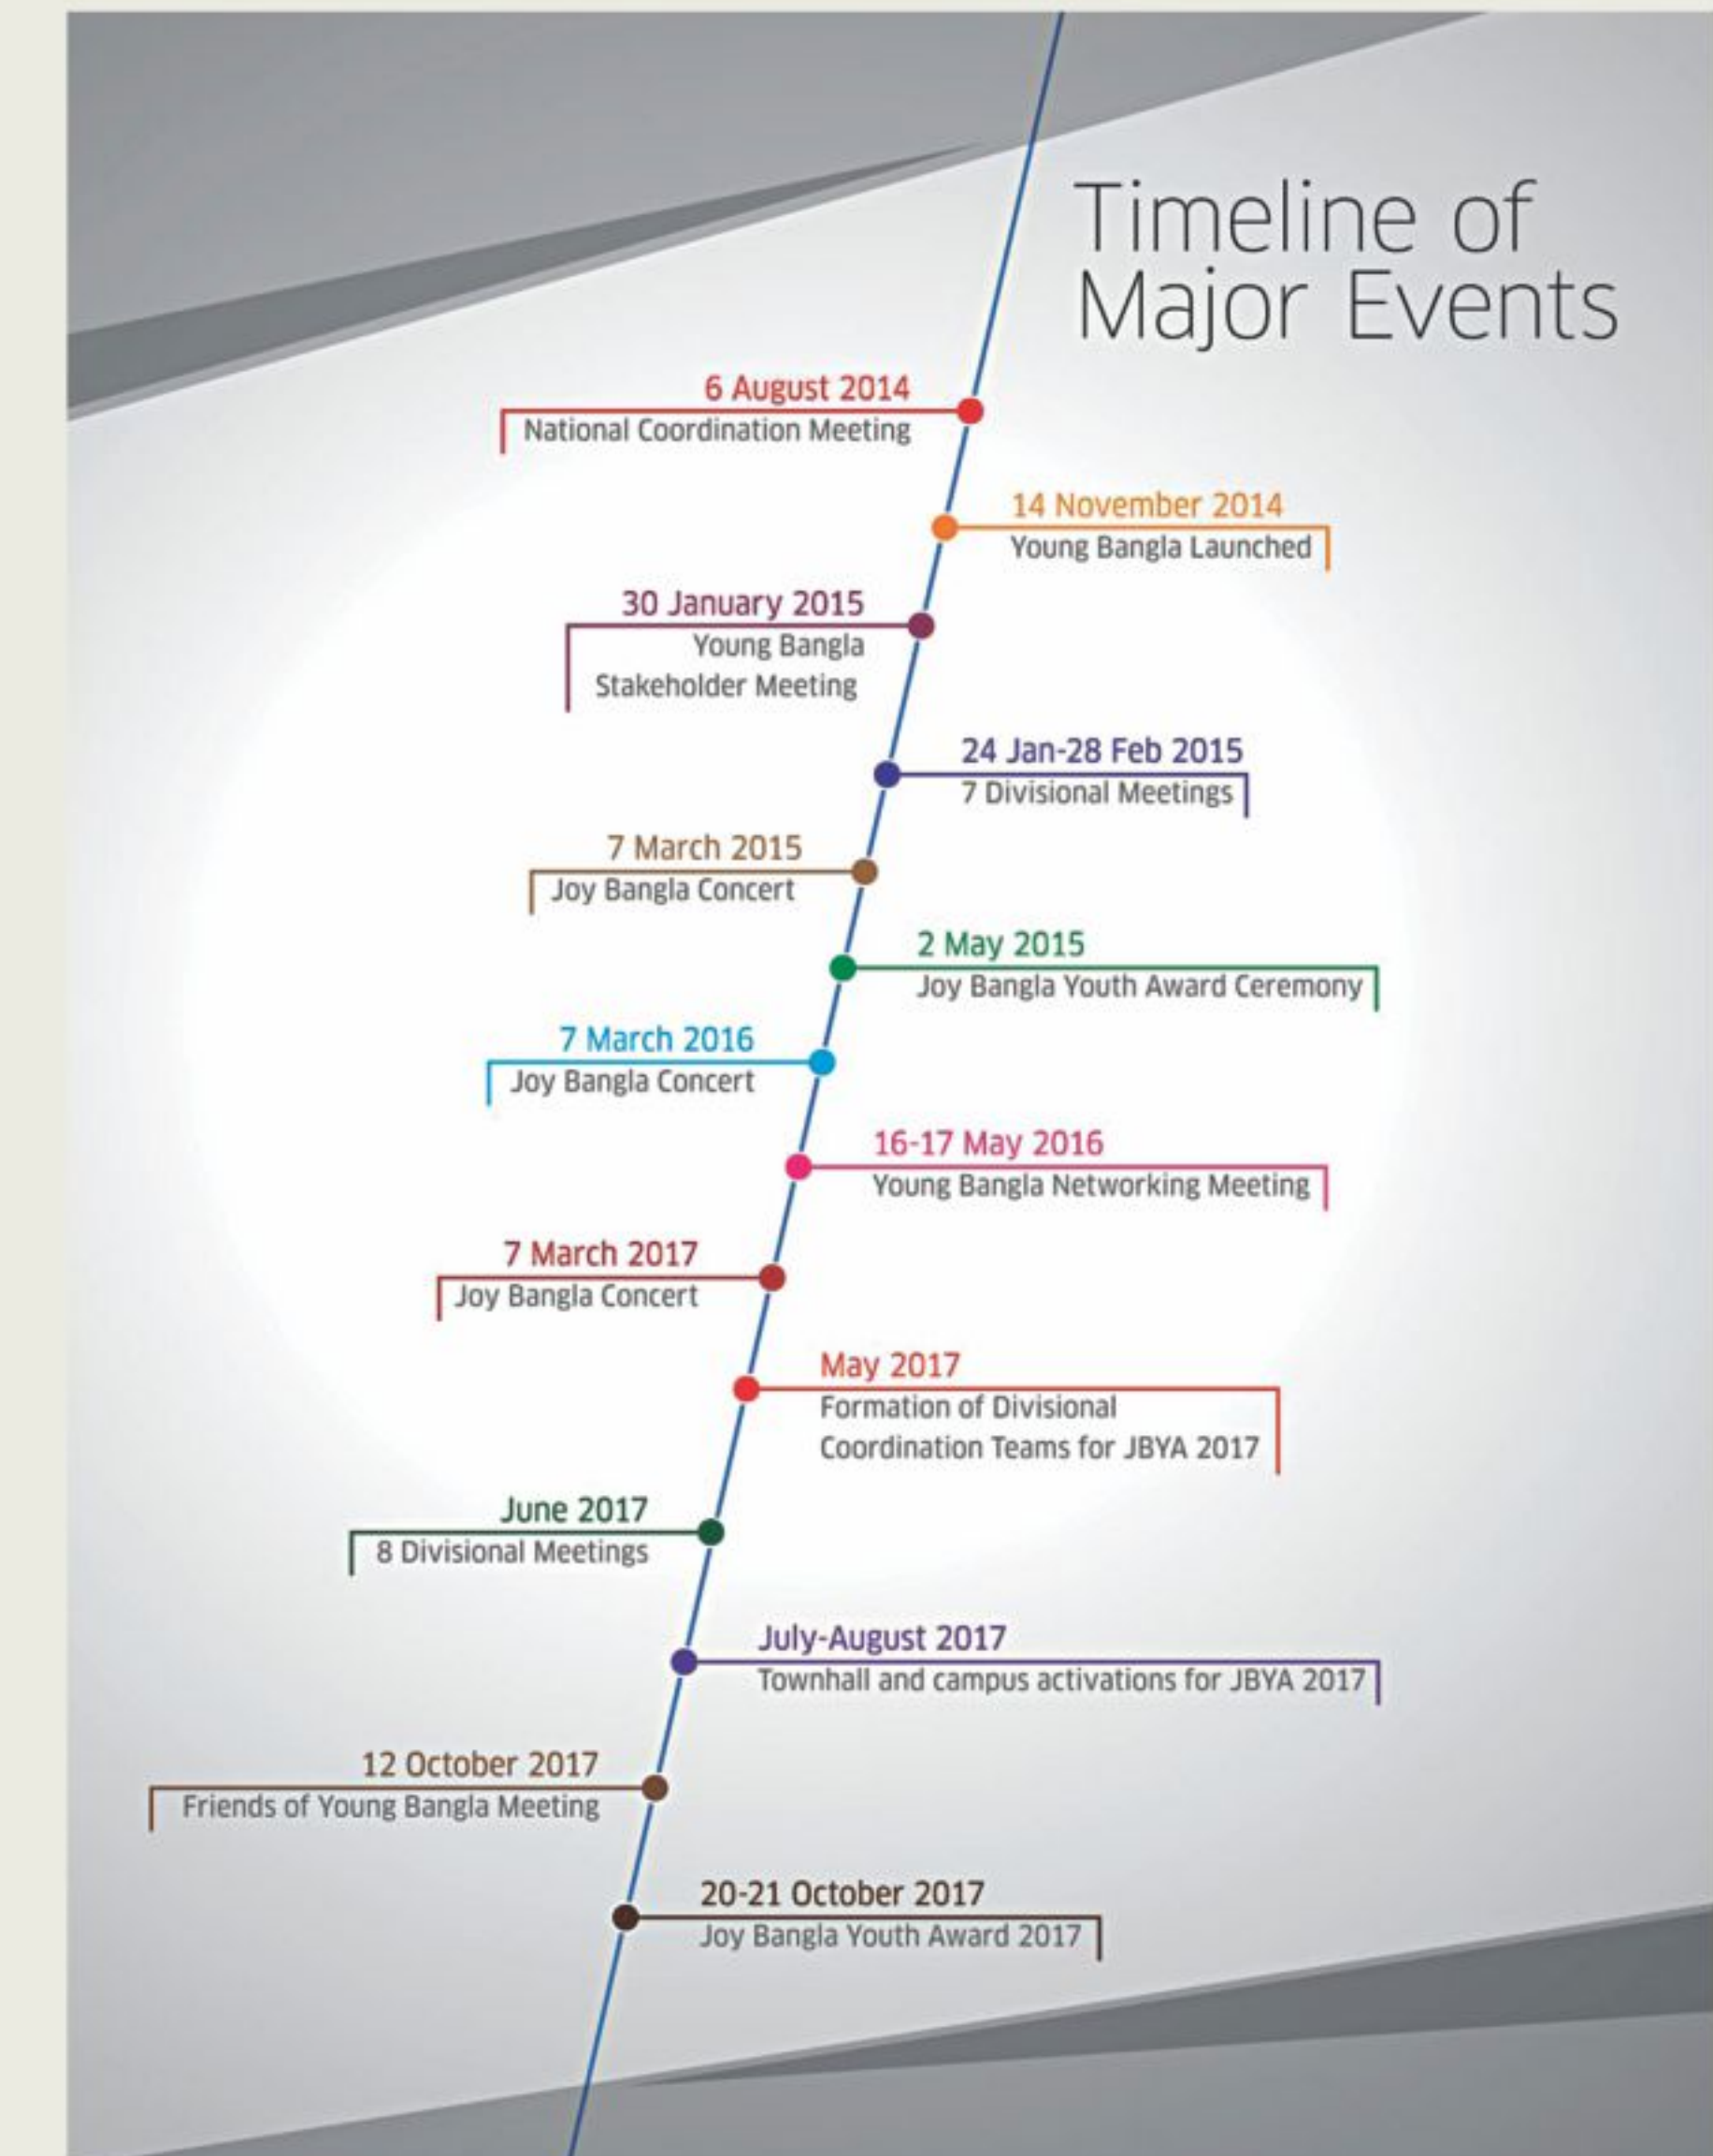 Timeline of
Major Events
6 August 2014
National Coordination Meeting
14 November 2014
Young Bangla Launched
30 January 2015
Young Bangla
Stakeholder Meeting
24 Jan-28 Feb 2015
7 Divisional Meetings
7 March 2015
Joy Bangla Concert
2 May 2015
Joy Bangla Youth Award Ceremony
7 March 2016
Joy Bangla Concert
16-17 May 2016
Young Bangla Networking Meeting
7 March 2017
Joy Bangla Concert
May 2017
Formation of Divisional
Coordination Teams for JBYA 2017
June 2017
8 Divisional Meetings
July-August 2017
Townhall and campus activations for JBYA 2017
12 October 2017
Friends of Young Bangla Meeting
20-21 October 2017
Joy Bangla Youth Award 2017